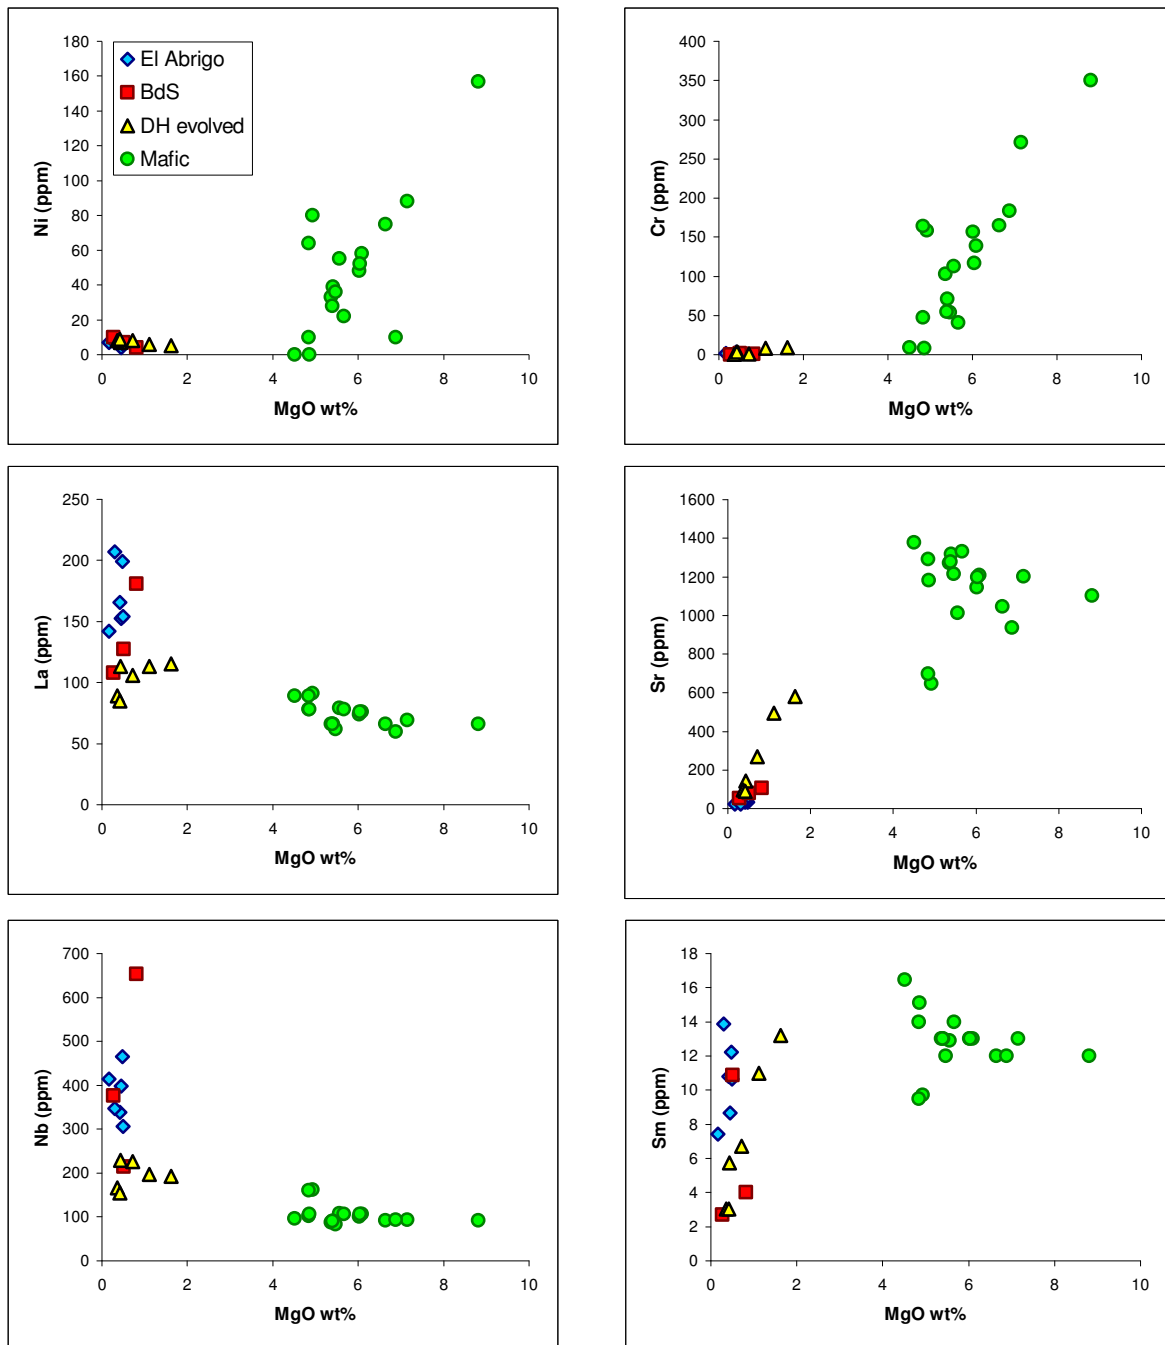 180
160
140
120
100
80
60
40
20
0
Ni (ppm)
El Abrigo
BdS
DH evolved
Mafic
0 2 4 6 8 10
MgO wt%
400
350
300
250
200
150
100
50
0
Cr (ppm)
0 2 4 6 8 10
MgO wt%
250
200
150
100
50
0
La (ppm)
0 2 4 6 8 10
MgO wt%
1600
1400
1200
1000
800
600
400
200
0
Sr (ppm)
0 2 4 6 8 10
MgO wt%
700
600
500
400
300
200
100
0
Nb (ppm)
0 2 4 6 8 10
MgO wt%
18
16
14
12
10
8
6
4
2
0
Sm (ppm)
0 2 4 6 8 10
MgO wt%